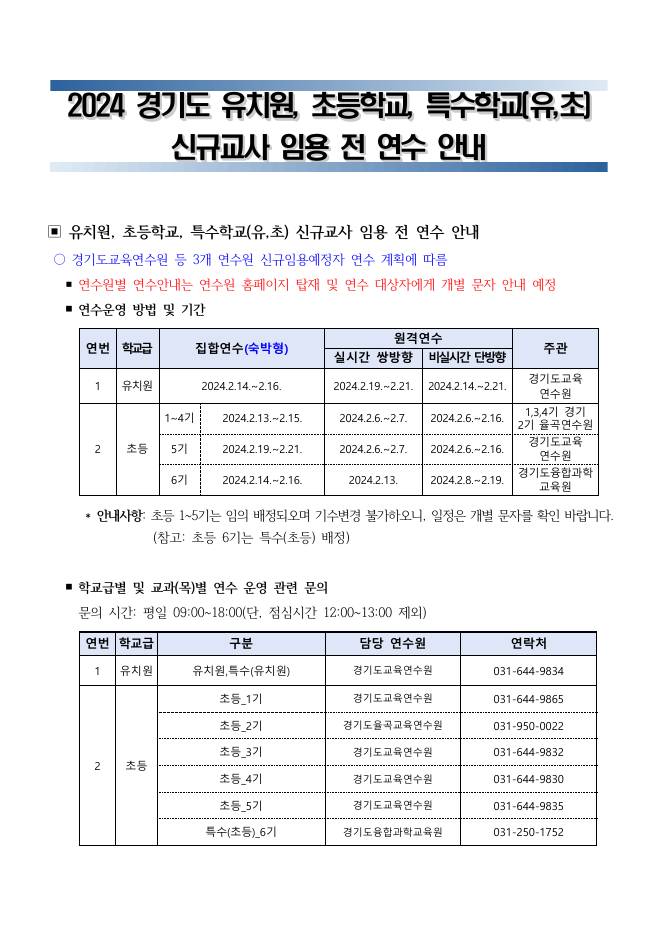 2024 경기도 유치원, 초등학교, 특수학교(유,초)
신규교사 임용 전 연수 안내
▣ 유치원, 초등학교, 특수학교(유,초) 신규교사 임용 전 연수 안내
○ 경기도교육연수원 등 3개 연수원 신규임용예정자 연수 계획에 따름
■ 연수원별 연수안내는 연수원 홈페이지 탑재 및 연수 대상자에게 개별 문자 안내 예정
■ 연수운영 방법 및 기간
연번 학교급 집합연수(숙박형) 원격연수 주관
실시간 쌍방향 비실시간 단방향
1 유치원 2024.2.14.~2.16. 2024.2.19.~2.21. 2024.2.14.~2.21. 경기도교육
연수원
2 초등 1~4기 2024.2.13.~2.15. 2024.2.6.~2.7. 2024.2.6.~2.16. 1,3,4기 경기
2기 율곡연수원
5기 2024.2.19.~2.21. 2024.2.6.~2.7. 2024.2.6.~2.16. 경기도교육
연수원
6기 2024.2.14.~2.16. 2024.2.13. 2024.2.8.~2.19. 경기도융합과학
교육원
* 안내사항: 초등 1~5기는 임의 배정되오며 기수변경 불가하오니, 일정은 개별 문자를 확인 바랍니다.
(참고: 초등 6기는 특수(초등) 배정)
■ 학교급별 및 교과(목)별 연수 운영 관련 문의
문의 시간: 평일 09:00~18:00(단, 점심시간 12:00~13:00 제외)
연번 학교급 구분 담당 연수원 연락처
1 유치원 유치원,특수(유치원) 경기도교육연수원 031-644-9834
2 초등 초등_1기 경기도교육연수원 031-644-9865
초등_2기 경기도율곡교육연수원 031-950-0022
초등_3기 경기도교육연수원 031-644-9832
초등_4기 경기도교육연수원 031-644-9830
초등_5기 경기도교육연수원 031-644-9835
특수(초등)_6기 경기도융합과학교육원 031-250-1752